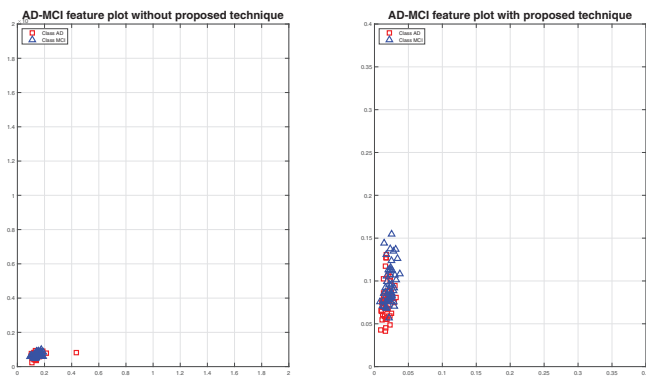 AD-MCI feature plot without proposed technique
2
Class AD
Class MCI
1.8
1.6
1.4
1.2
1
0.8
0.6
0.4
0.2
0
0 0.2 0.4 0.6 0.8 1 1.2 1.4 1.6 1.8 2
AD-MCI feature plot with proposed technique
0.4
Class AD
Class MCI
0.35
0.3
0.25
0.2
0.15
0.1
0.05
0
0 0.05 0.1 0.15 0.2 0.25 0.3 0.35